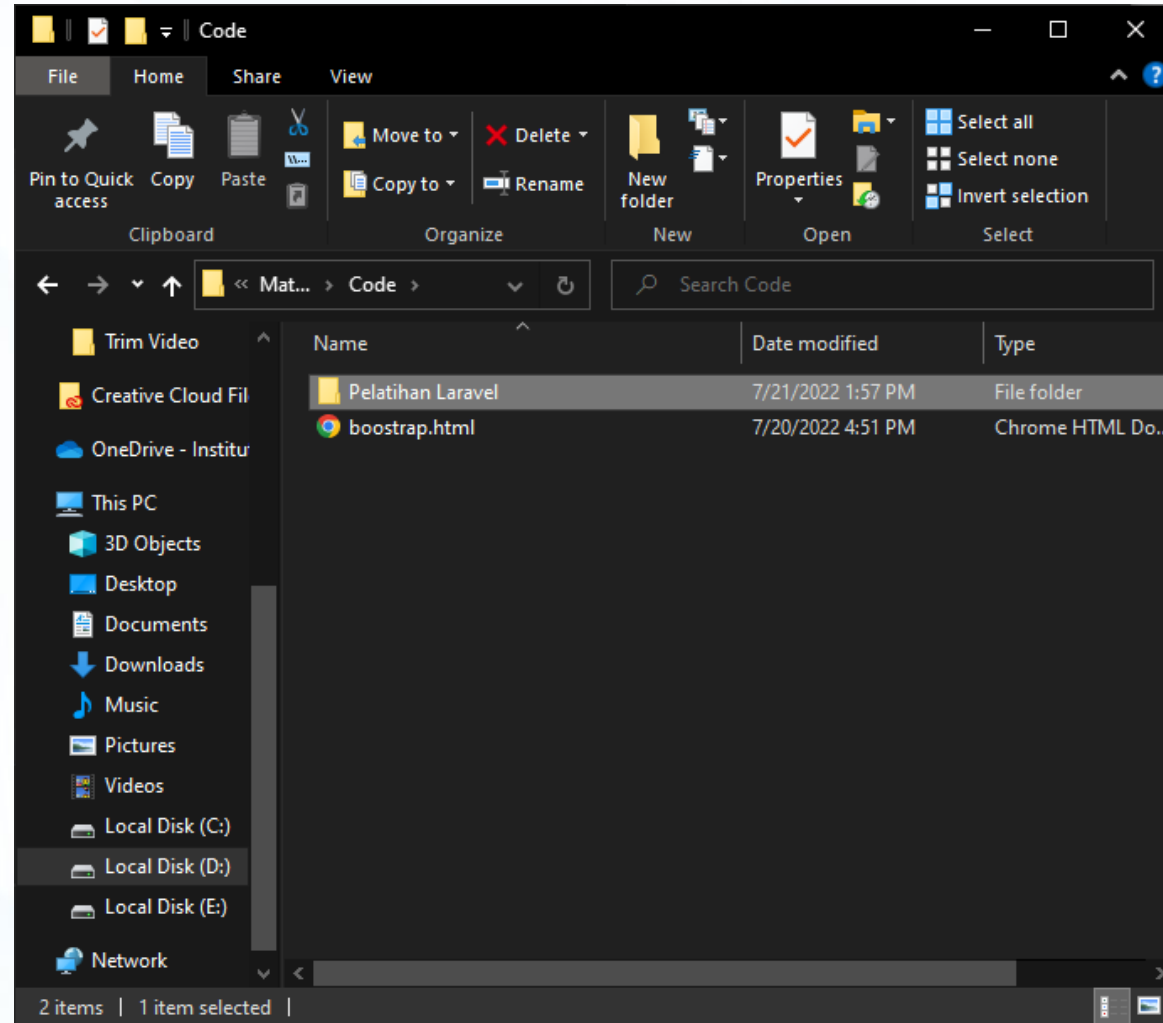 Code
File Home Share View
Pin to Quick access Copy Paste
Move to Copy to Delete Rename
New folder
Properties
Select all
Select none
Invert selection
Clipboard Organize New Open Select
« Mat... › Code ›
Search Code
Trim Video
Creative Cloud Fil
OneDrive - Institu
This PC
3D Objects
Desktop
Documents
Downloads
Music
Pictures
Videos
Local Disk (C:)
Local Disk (D:)
Local Disk (E:)
Network
Name Date modified Type
Pelatihan Laravel 7/21/2022 1:57 PM File folder
boostrap.html 7/20/2022 4:51 PM Chrome HTML Do..
2 items | 1 item selected |